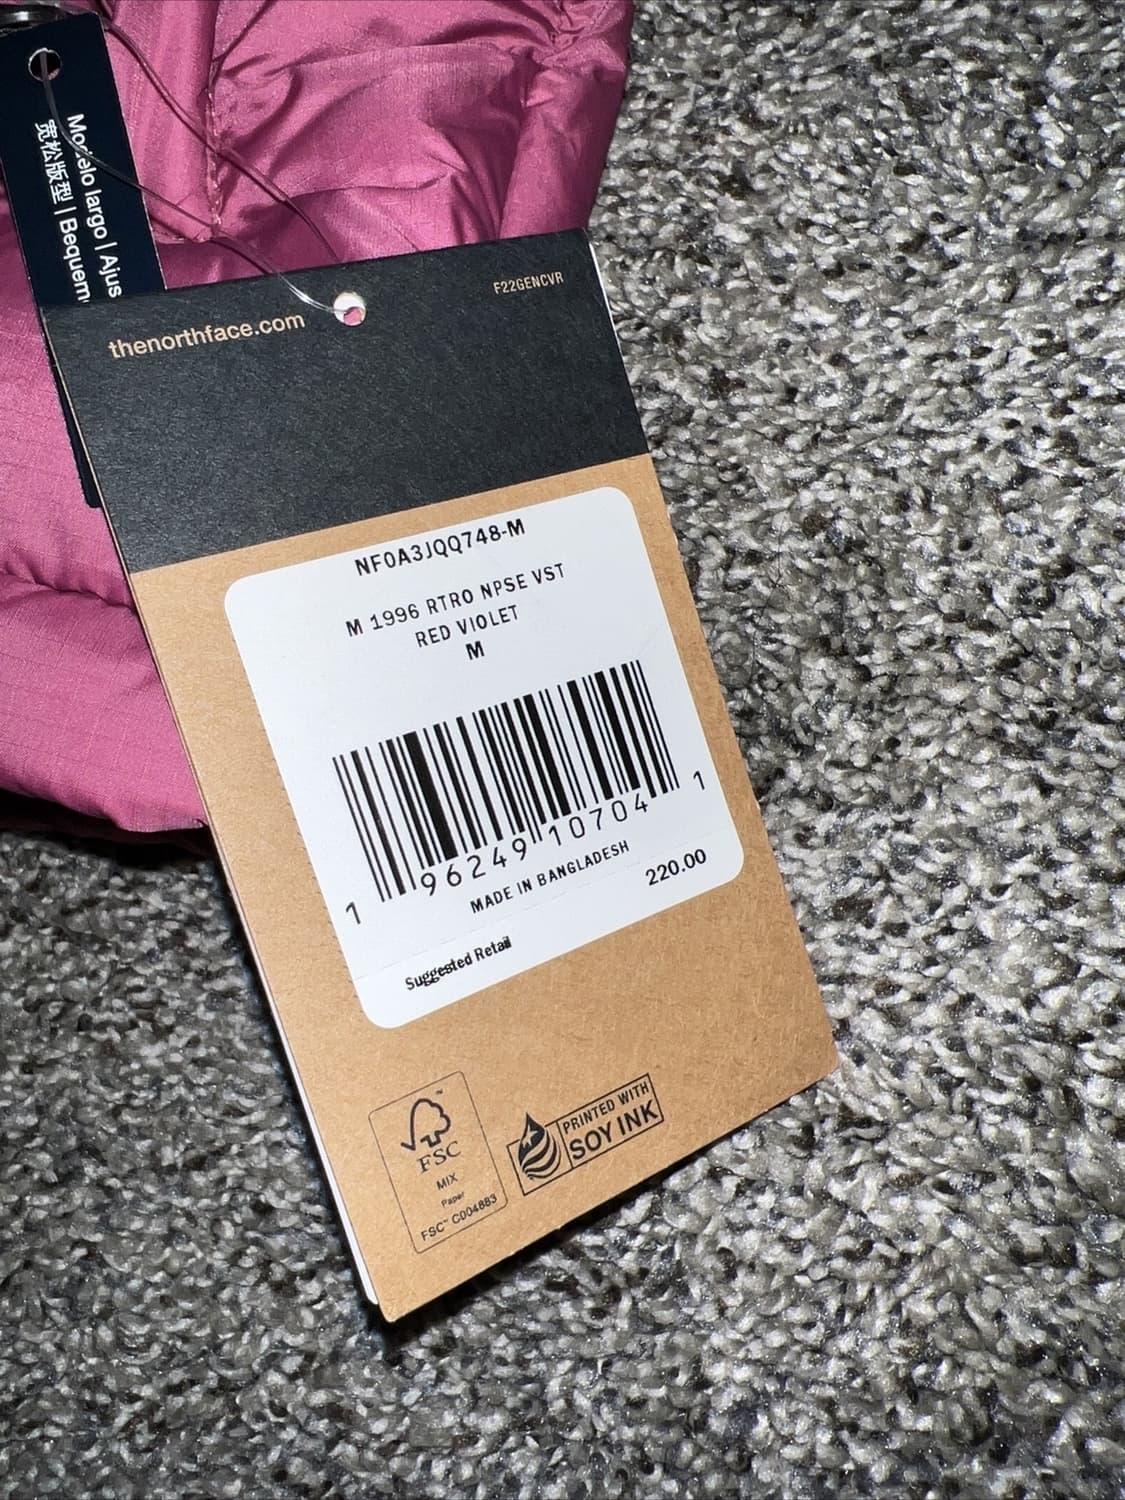 Modelo largo | Ajus
宽松版型 | Bequem
thenorthface.com
F22GENCVR
NF0A3JQQ748-M
M 1996 RTRO NPSE VST
RED VIOLET
M
1 96249 10704 1
MADE IN BANGLADESH
220.00
Suggested Retail
FSC
MIX
Paper
FSC™ C004883
PRINTED WITH
SOY INK